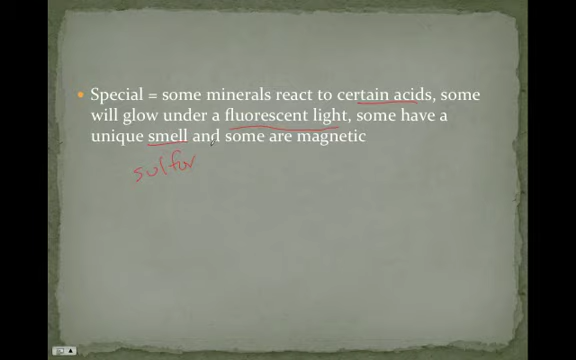 • Special = some minerals react to certain acids, some
will glow under a fluorescent light, some have a
unique smell and some are magnetic
sulfor